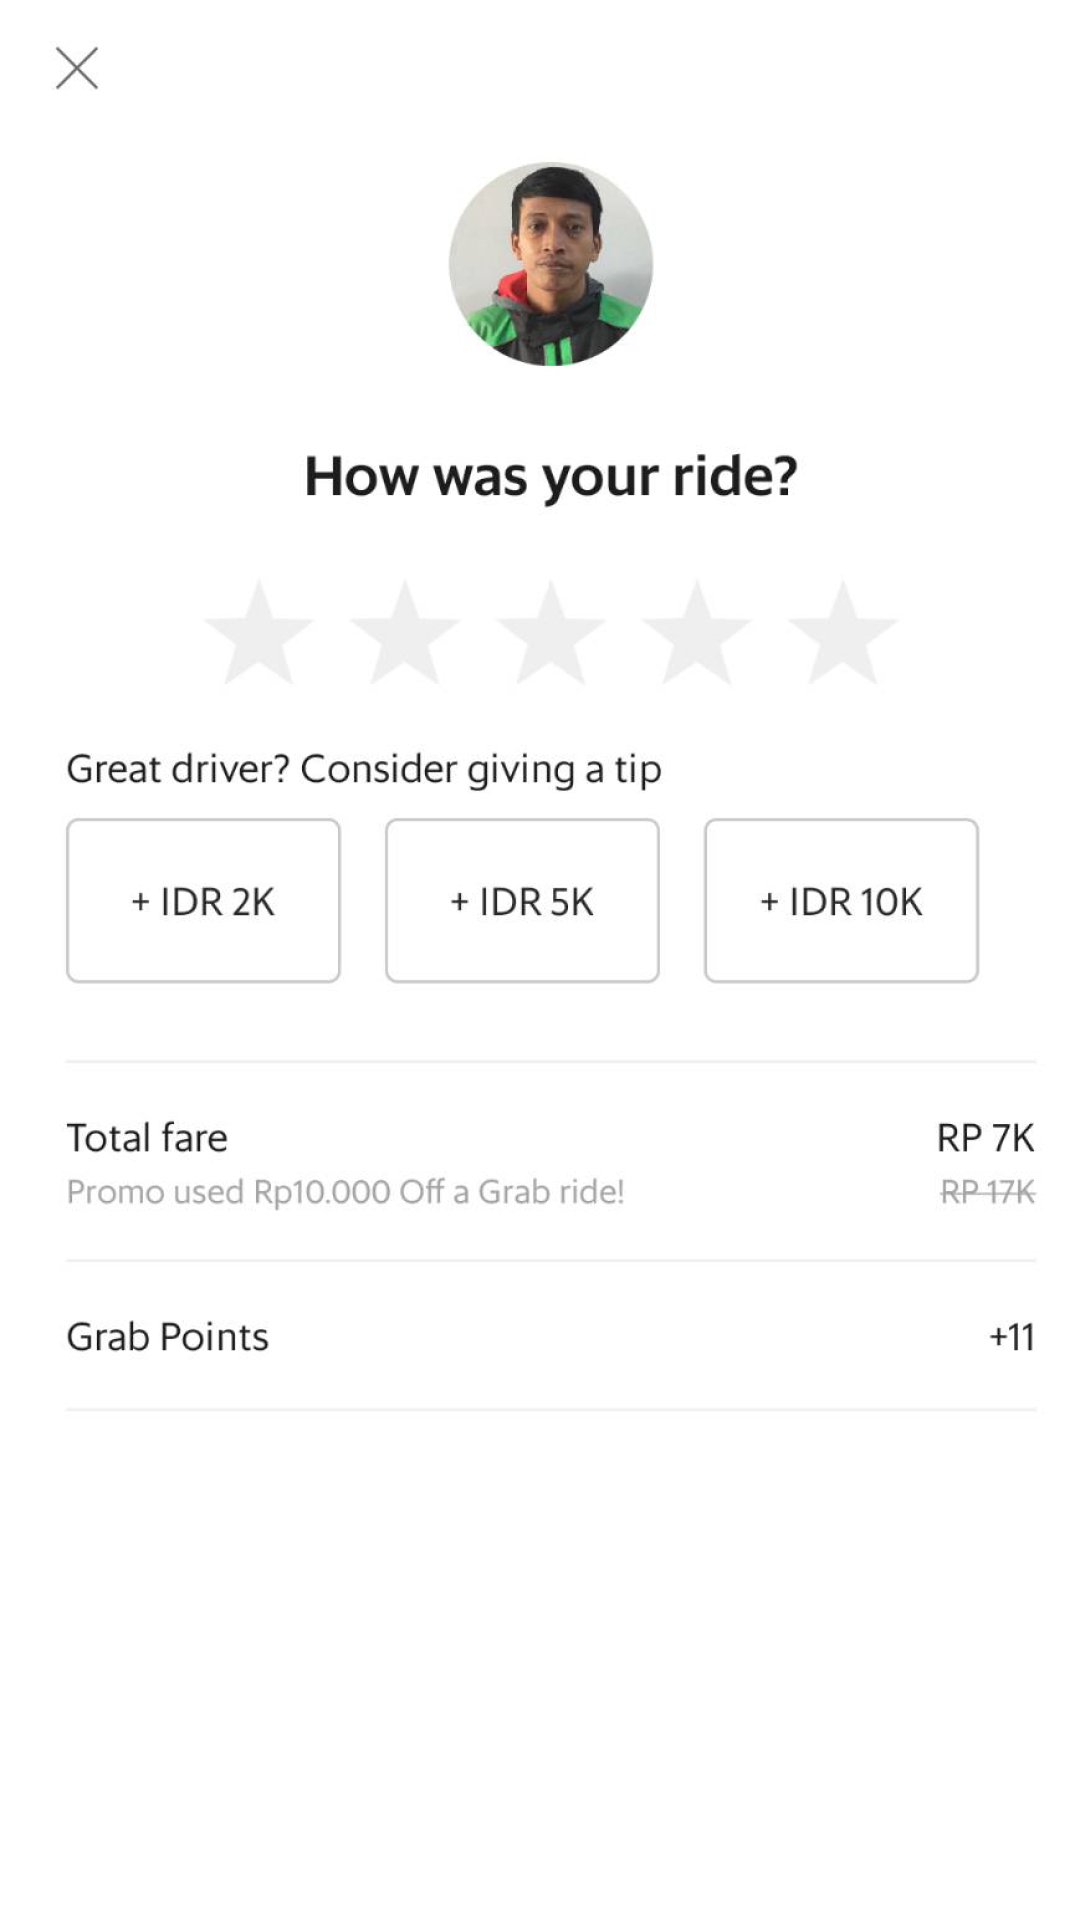 How was your ride?
Great driver? Consider giving a tip
+ IDR 2K
+ IDR 5K
+ IDR 10K
Total fare
RP 7K
Promo used Rp10.000 Off a Grab ride!
RP 17K
Grab Points
+11